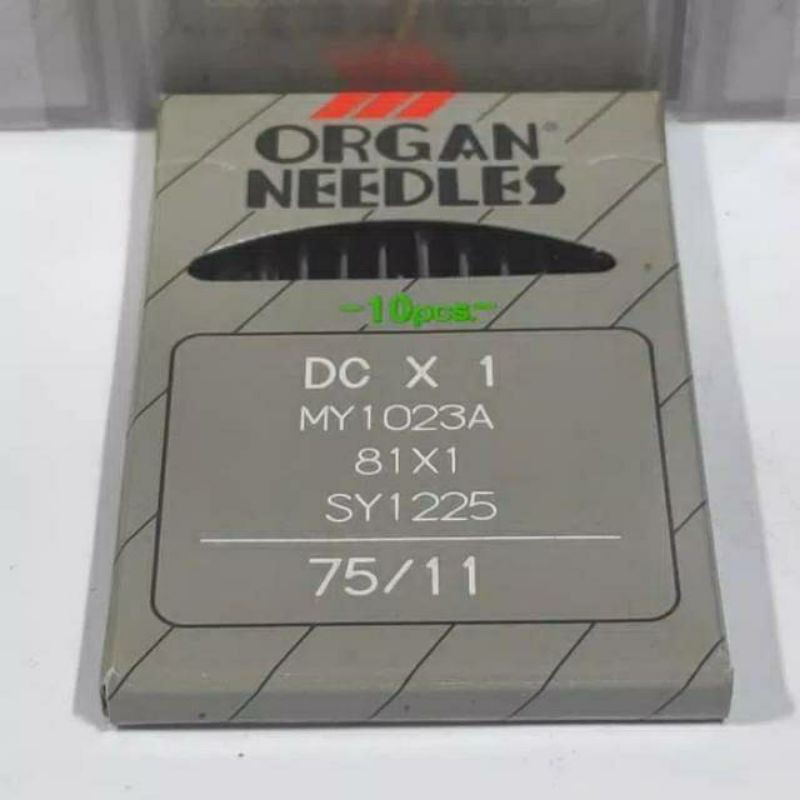 ORGAN®
NEEDLES
-10pcs.-
DC X 1
MY1023A
81X1
SY1225
75/11